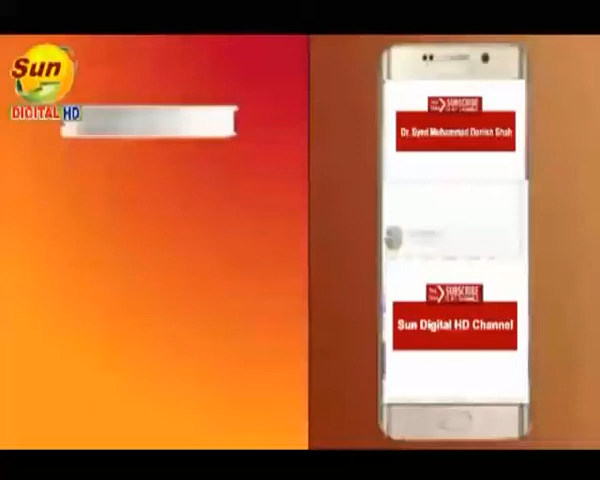 Sun
DIGITAL HD
SUBSCRIBE
Dr. Syed Muhammad Danish Shah
SUBSCRIBE
Sun Digital HD Channel